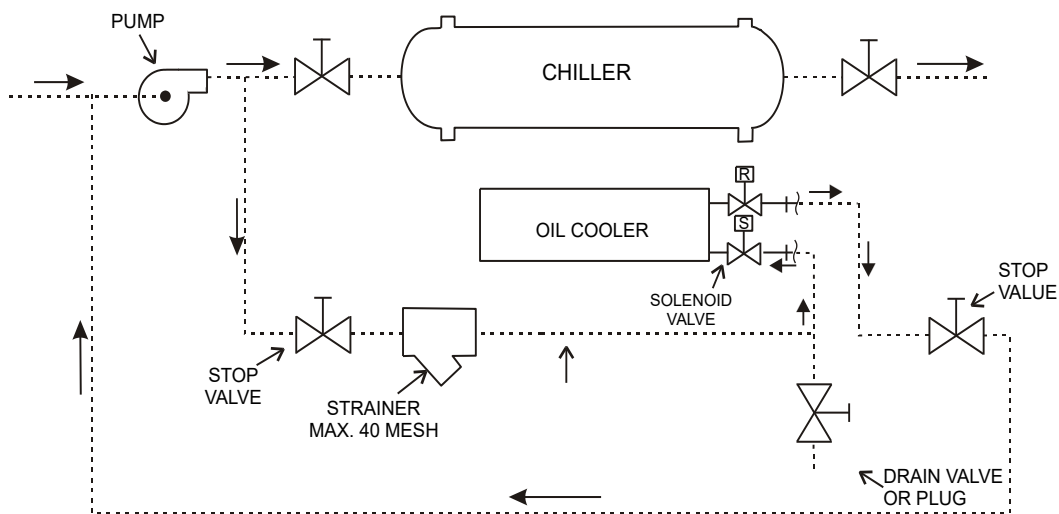 PUMP
CHILLER
R
OIL COOLER
S
SOLENOID
VALVE
STOP
VALUE
STOP
VALVE
STRAINER
MAX. 40 MESH
DRAIN VALVE
OR PLUG